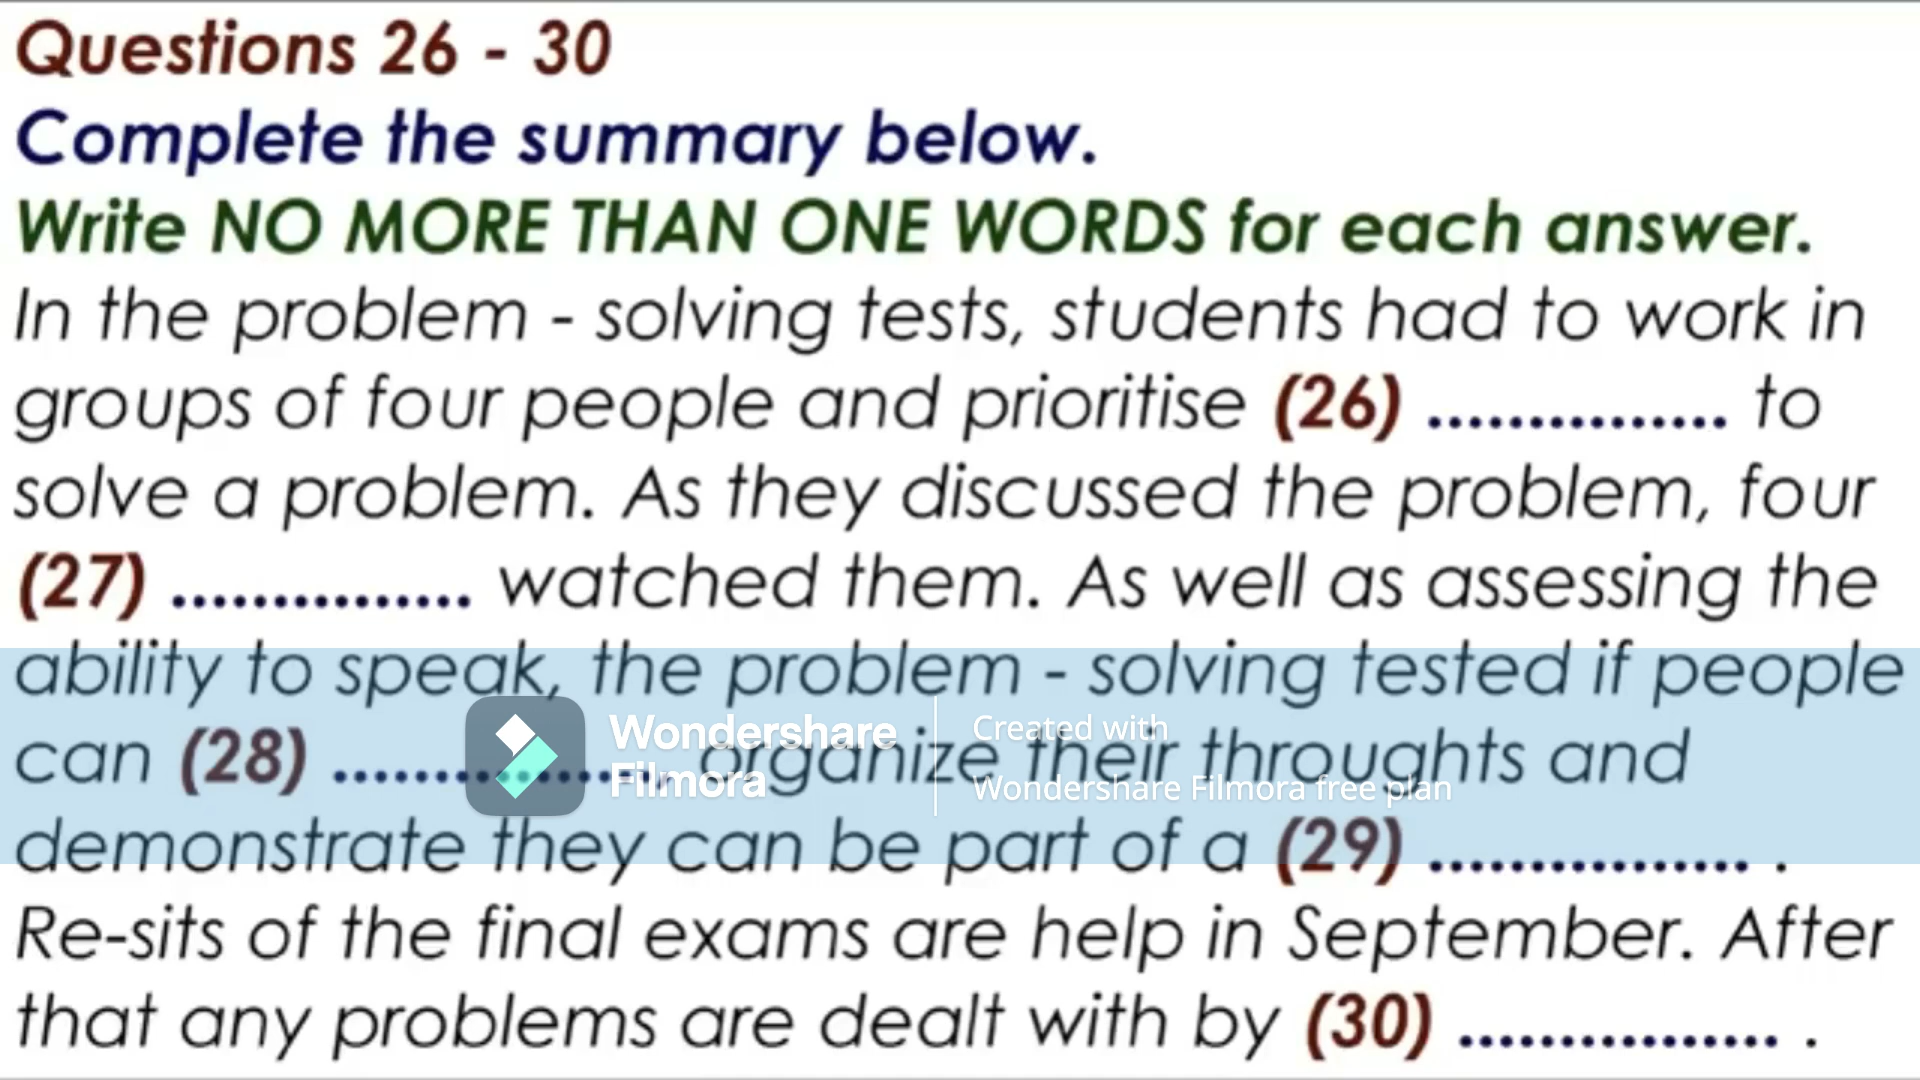 Questions 26 - 30
Complete the summary below.
Write NO MORE THAN ONE WORDS for each answer.
In the problem - solving tests, students had to work in
groups of four people and prioritise (26) ............... to
solve a problem. As they discussed the problem, four
(27) ............... watched them. As well as assessing the
ability to speak, the problem - solving tested if people
can (28) ................, organize their throughts and
demonstrate they can be part of a (29) ................ .
Re-sits of the final exams are help in September. After
that any problems are dealt with by (30) ................ .
Wondershare
Filmora
Created with
Wondershare Filmora free plan